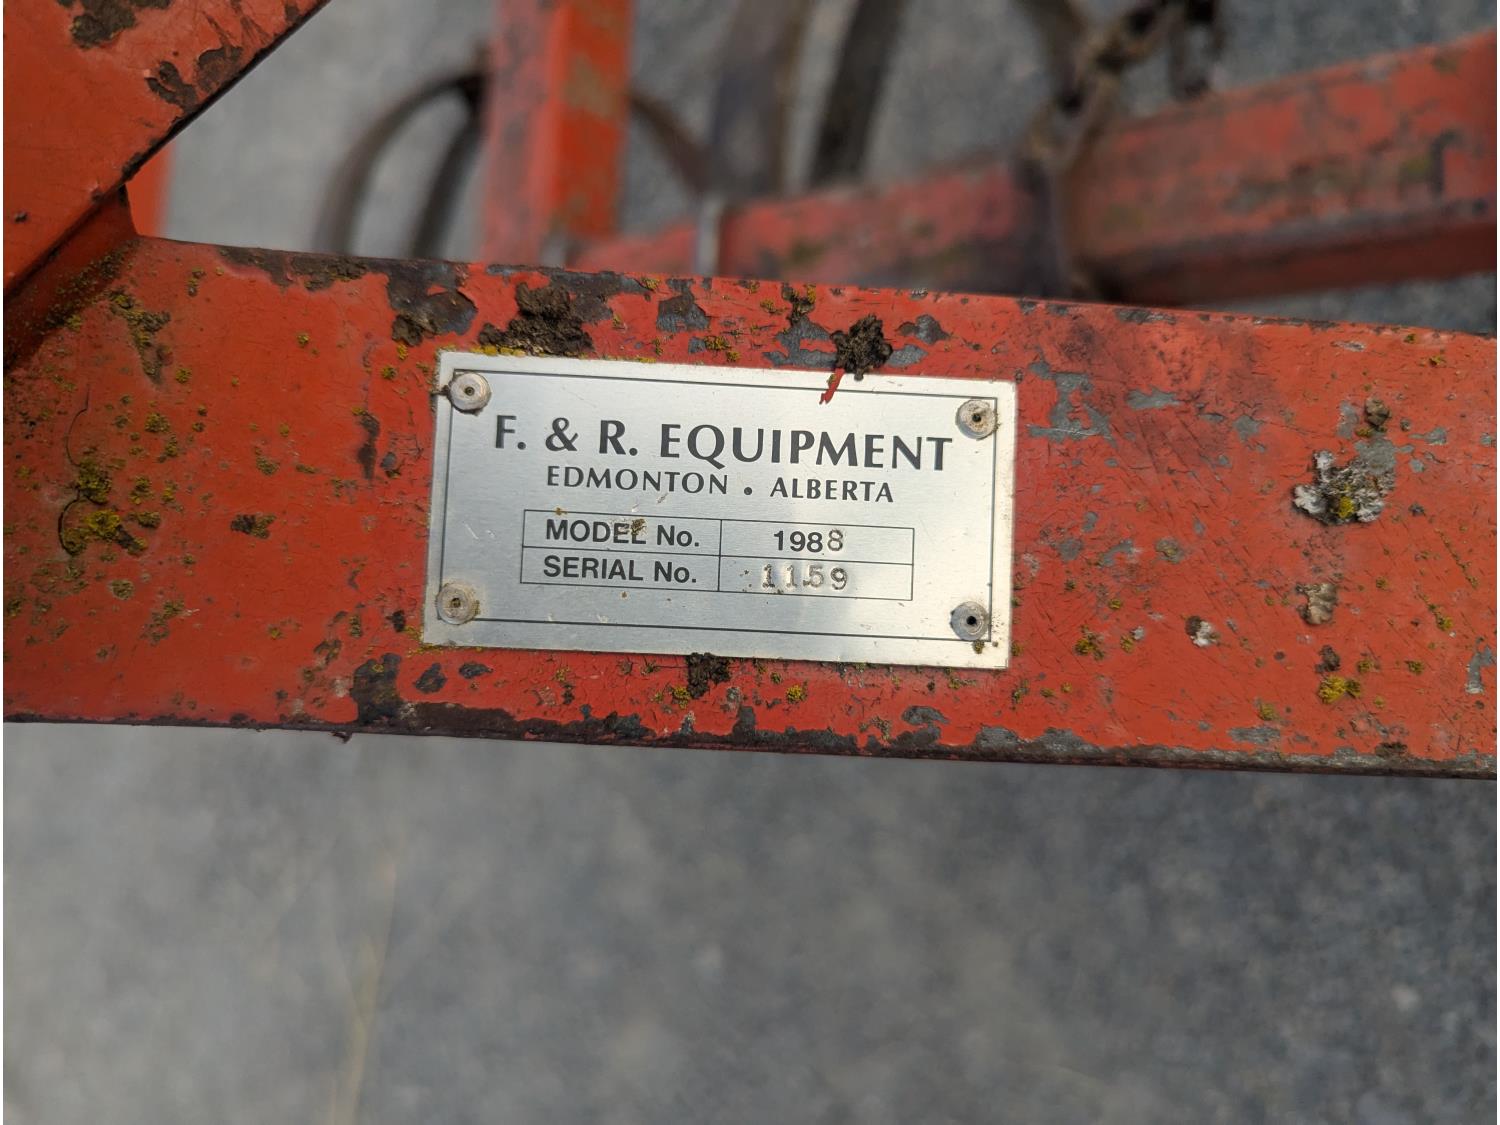 F. & R. EQUIPMENT
EDMONTON . ALBERTA
MODEL No. 1988
SERIAL No. 1159